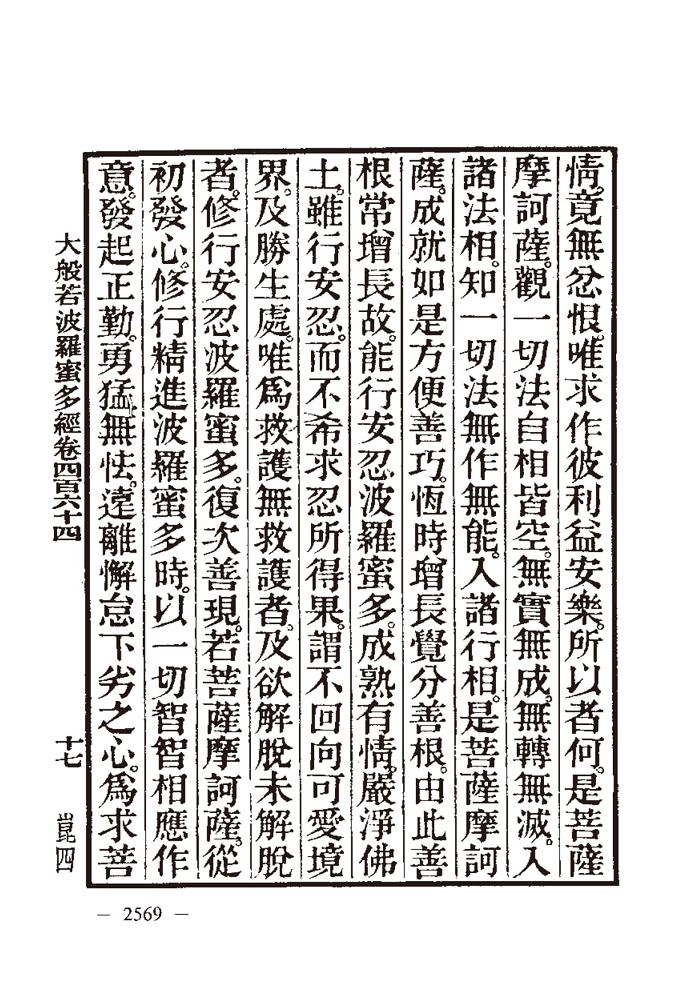 情。竟無忿恨。唯求作彼利益安樂。所以者何。是菩薩
摩訶薩。觀一切法自相皆空。無實無成。無轉無滅。入
諸法相。知一切法無作無能。入諸行相。是菩薩摩訶
薩。成就如是方便善巧。恆時增長覺分善根。由此善
根常增長故。能行安忍波羅蜜多。成熟有情。嚴淨佛
土。雖行安忍。而不希求忍所得果。謂不回向可愛境
界。及勝生處。唯爲救護無救護者。及欲解脫未解脫
者。修行安忍波羅蜜多。復次善現。若菩薩摩訶薩。從
初發心。修行精進波羅蜜多時。以一切智智相應作
意。發起正勤。勇猛無怯。遠離懈怠下劣之心。爲求菩
大般若波羅蜜多經卷四百六十四 十七 崑四
— 2569 —